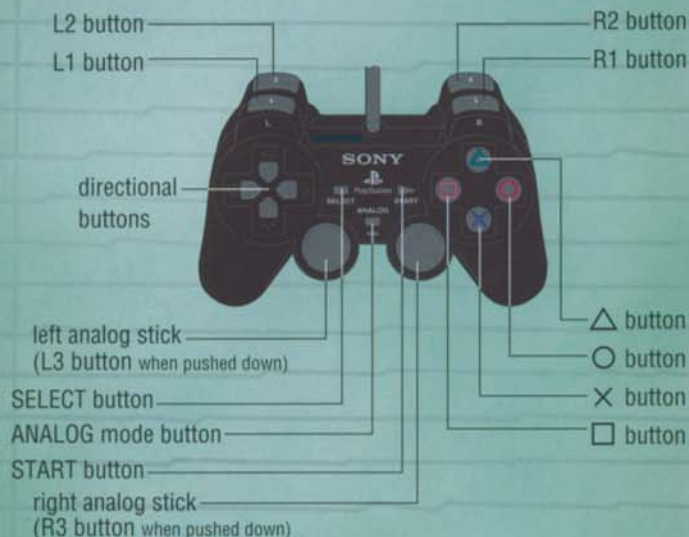 L2 button
L1 button
R2 button
R1 button
L
R
SONY
PlayStation
SELECT
START
ANALOG
directional
buttons
left analog stick
(L3 button when pushed down)
SELECT button
ANALOG mode button
START button
right analog stick
(R3 button when pushed down)
△ button
○ button
✕ button
□ button